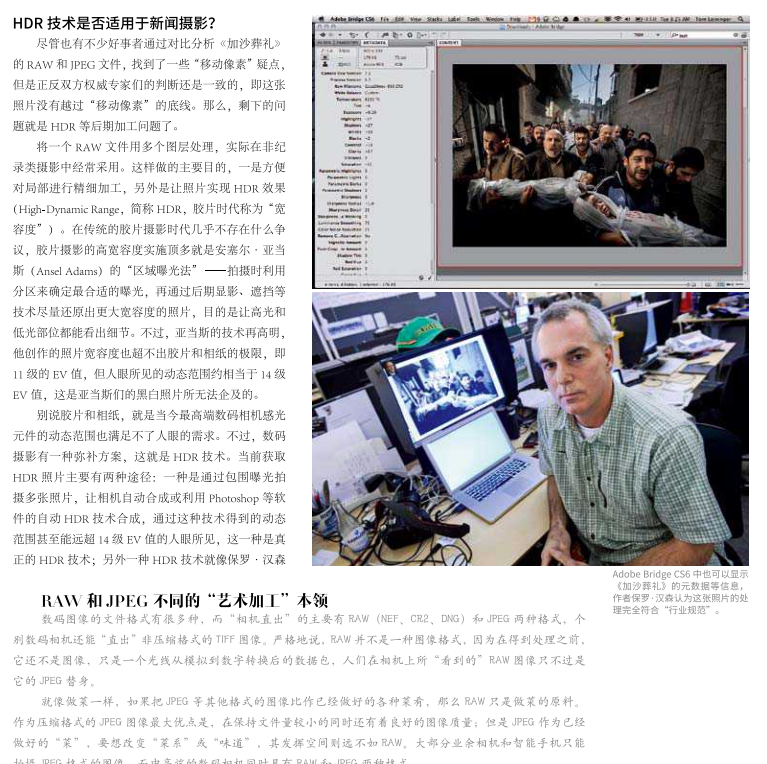 HDR 技术是否适用于新闻摄影？
尽管也有不少好事者通过对比分析《加沙葬礼》
的 RAW 和 JPEG 文件，找到了一些“移动像素”疑点，
但是正反双方权威专家们的判断还是一致的，即这张
照片没有越过“移动像素”的底线。那么，剩下的问
题就是 HDR 等后期加工问题了。
将一个 RAW 文件用多个图层处理，实际在非纪
录类摄影中经常采用。这样做的主要目的，一是方便
对局部进行精细加工，另外是让照片实现 HDR 效果
（High-Dynamic Range，简称 HDR，胶片时代称为“宽
容度”）。在传统的胶片摄影时代几乎不存在什么争
议，胶片摄影的高宽容度实施顶多就是安塞尔 · 亚当
斯（Ansel Adams）的“区域曝光法”——拍摄时利用
分区来确定最合适的曝光，再通过后期显影、遮挡等
技术尽量还原出更大宽容度的照片，目的是让高光和
低光部位都能看出细节。不过，亚当斯的技术再高明，
他创作的照片宽容度也超不出胶片和相纸的极限，即
11 级的 EV 值，但人眼所见的动态范围约相当于 14 级
EV 值，这是亚当斯们的黑白照片所无法企及的。
别说胶片和相纸，就是当今最高端数码相机感光
元件的动态范围也满足不了人眼的需求。不过，数码
摄影有一种弥补方案，这就是 HDR 技术。当前获取
HDR 照片主要有两种途径：一种是通过包围曝光拍
摄多张照片，让相机自动合成或利用 Photoshop 等软
件的自动 HDR 技术合成，通过这种技术得到的动态
范围甚至能远超 14 级 EV 值的人眼所见，这一种是真
正的 HDR 技术；另外一种 HDR 技术就像保罗 · 汉森
Adobe Bridge CS6 File Edit View Stacks Label Tools Window Help
Adobe Bridge CS6 中也可以显示
《加沙葬礼》的元数据等信息，
作者保罗·汉森认为这张照片的处
理完全符合“行业规范”。
RAW 和 JPEG 不同的“艺术加工”本领
数码图像的文件格式有很多种，而“相机直出”的主要有 RAW（NEF、CR2、DNG）和 JPEG 两种格式，个
别数码相机还能“直出”非压缩格式的 TIFF 图像。严格地说，RAW 并不是一种图像格式，因为在得到处理之前，
它还不是图像，只是一个光线从模拟到数字转换后的数据包，人们在相机上所“看到的”RAW 图像只不过是
它的 JPEG 替身。
就像做菜一样，如果把 JPEG 等其他格式的图像比作已经做好的各种菜肴，那么 RAW 只是做菜的原料。
作为压缩格式的 JPEG 图像最大优点是，在保持文件量较小的同时还有着良好的图像质量；但是 JPEG 作为已经
做好的“菜”，要想改变“菜系”或“味道”，其发挥空间则远不如 RAW。大部分业余相机和智能手机只能
拍摄 JPEG 格式的图像，而中高端的数码相机同时具有 RAW 和 JPEG 两种格式